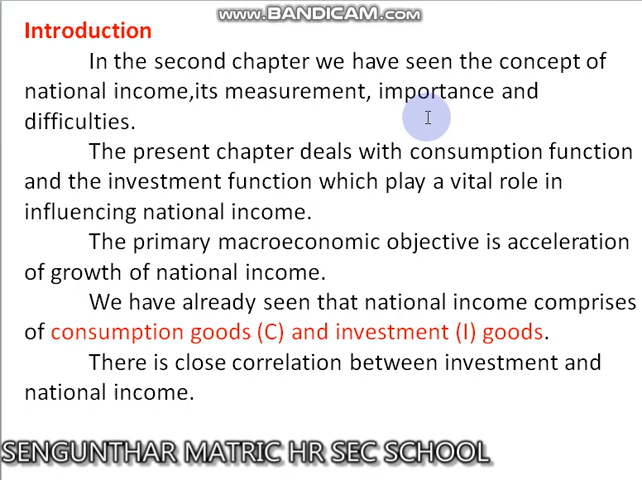 www.BANDICAM.com
Introduction
In the second chapter we have seen the concept of
national income,its measurement, importance and
difficulties.
The present chapter deals with consumption function
and the investment function which play a vital role in
influencing national income.
The primary macroeconomic objective is acceleration
of growth of national income.
We have already seen that national income comprises
of consumption goods (C) and investment (I) goods.
There is close correlation between investment and
national income.
SENGUNTHAR MATRIC HR SEC SCHOOL